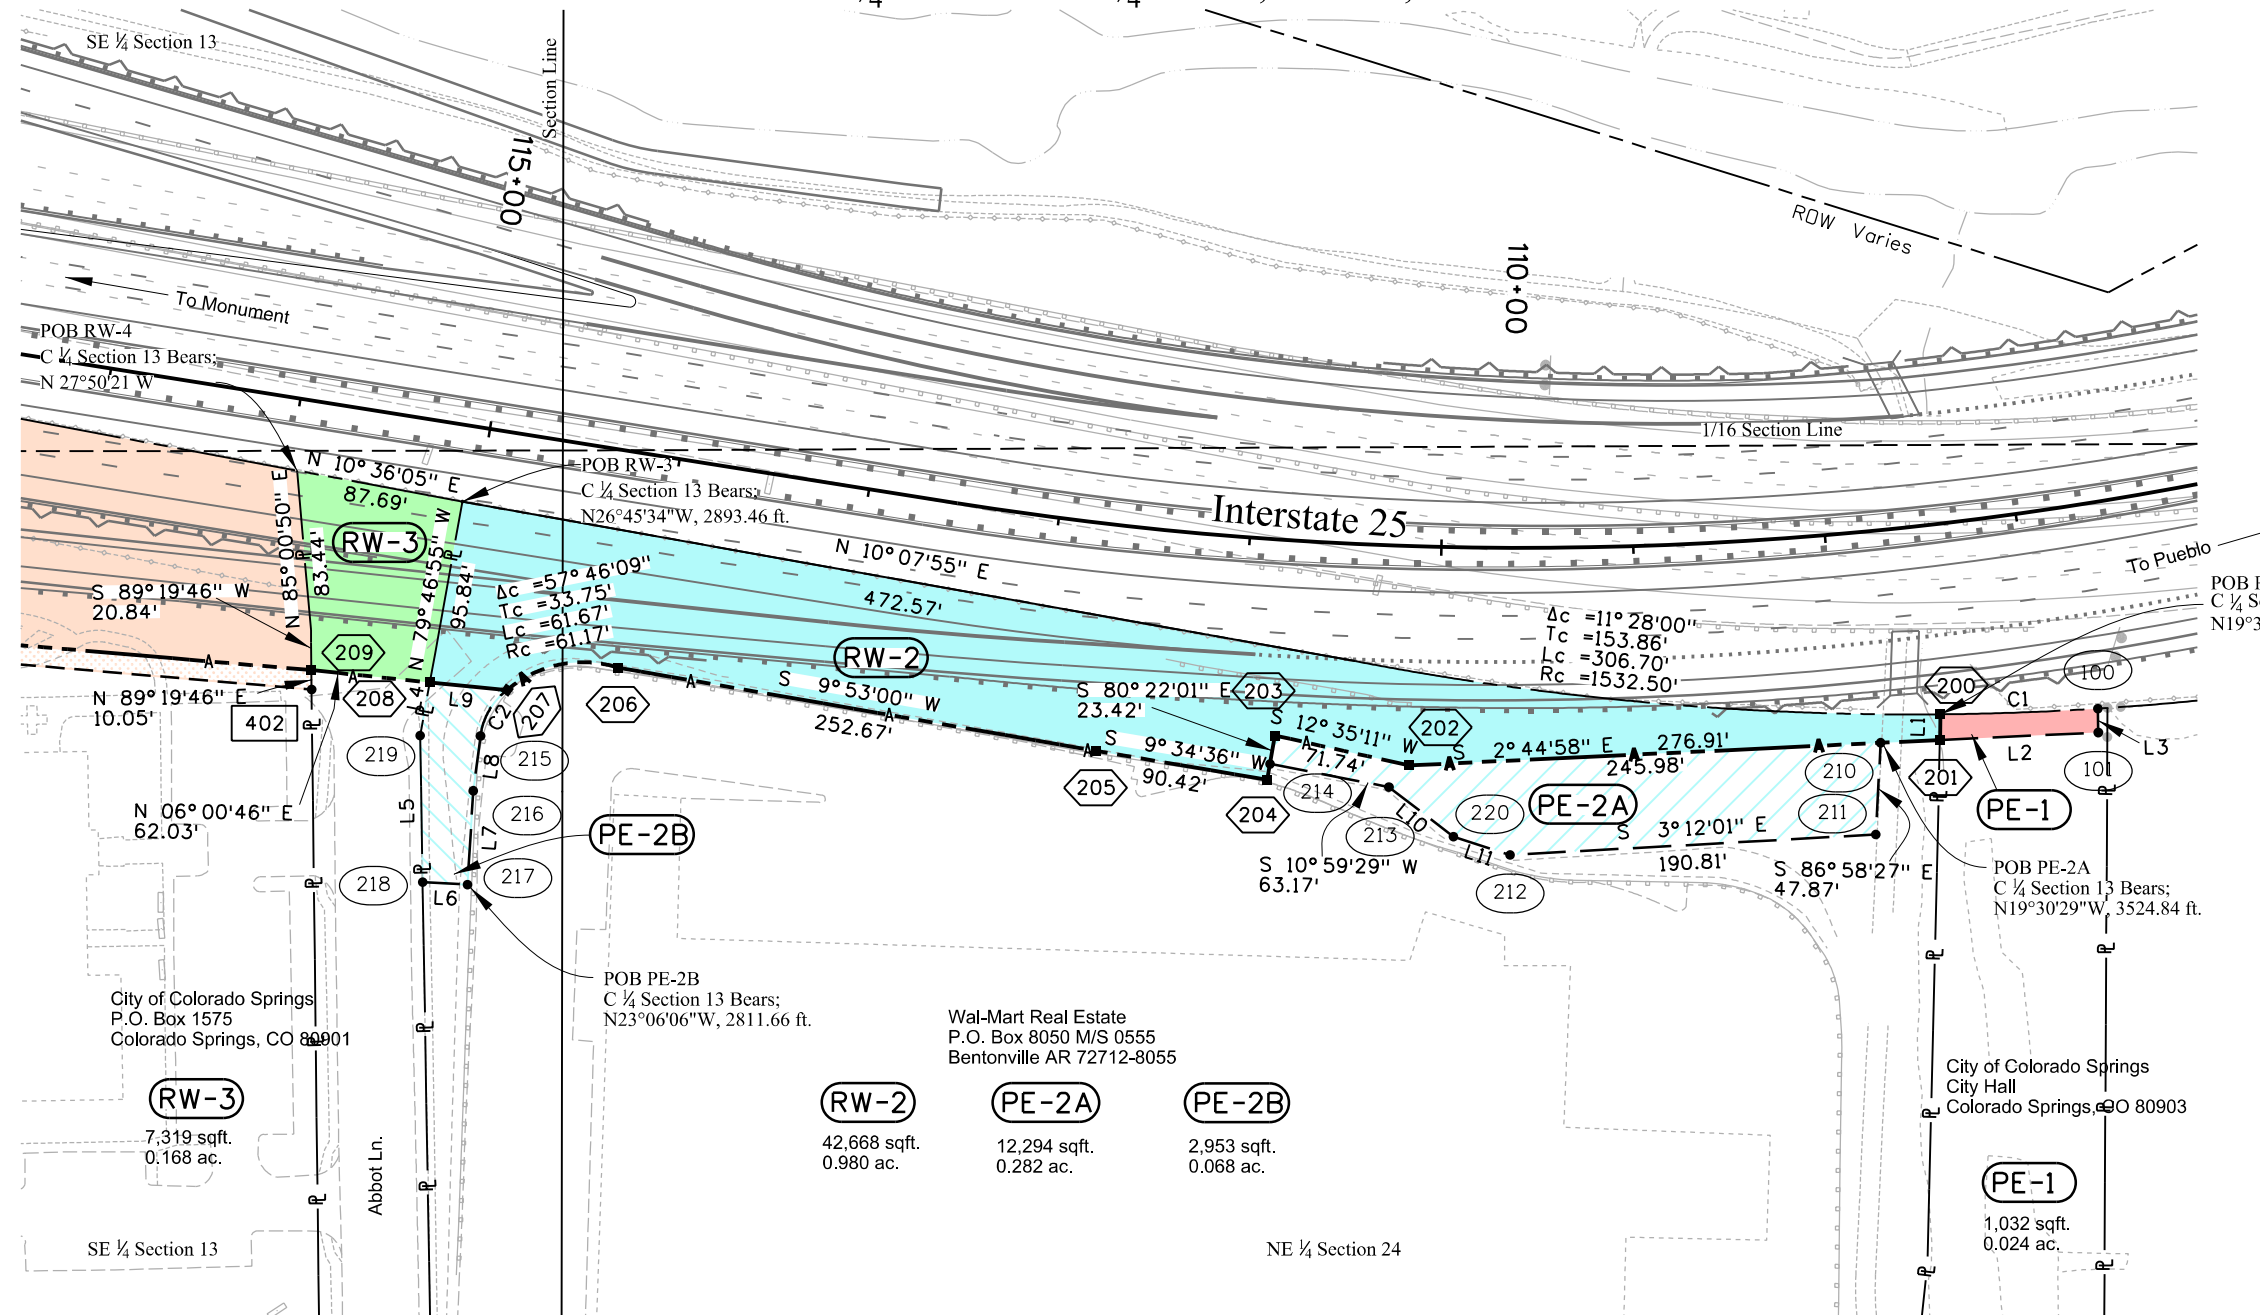 SE ¼ Section 13
Section Line
115+00
110+00
ROW Varies
To Monument
POB RW-4
C ¼ Section 13 Bears;
N 27°50'21 W
1/16 Section Line
N 10°36'05" E
87.69'
POB RW-3
C ¼ Section 13 Bears;
N26°45'34"W, 2893.46 ft.
Interstate 25
To Pueblo
RW-3
N 85°00'50" E
83.44'
N 79°46'55" W
95.84'
S 89°19'46" W
20.84'
Δc =57°46'09"
Tc =33.75'
Lc =61.67'
Rc =61.17'
N 10°07'55" E
472.57'
Δc =11°28'00"
Tc =153.86'
Lc =306.70'
Rc =1532.50'
RW-2
209
208
L4
L9
C2
207
206
S 9°53'00" W
252.67'
S 80°22'01" E
23.42'
203
S 12°35'11" W
71.74'
202
S 2°44'58" E
276.91'
245.98'
S 9°34'36" W
90.42'
200
C1
100
L1
L2
L3
101
201
210
211
PE-1
N 89°19'46" E
10.05'
402
219
215
L8
216
L5
L7
PE-2B
217
218
L6
N 06°00'46" E
62.03'
205
204
214
213
L10
220
L11
212
PE-2A
S 3°12'01" E
190.81'
S 10°59'29" W
63.17'
S 86°58'27" E
47.87'
POB PE-2A
C ¼ Section 13 Bears;
N19°30'29"W, 3524.84 ft.
POB PE-2B
C ¼ Section 13 Bears;
N23°06'06"W, 2811.66 ft.
City of Colorado Springs
P.O. Box 1575
Colorado Springs, CO 80901
Wal-Mart Real Estate
P.O. Box 8050 M/S 0555
Bentonville AR 72712-8055
City of Colorado Springs
City Hall
Colorado Springs, CO 80903
RW-3
7,319 sqft.
0.168 ac.
RW-2
42,668 sqft.
0.980 ac.
PE-2A
12,294 sqft.
0.282 ac.
PE-2B
2,953 sqft.
0.068 ac.
PE-1
1,032 sqft.
0.024 ac.
Abbot Ln.
SE ¼ Section 13
NE ¼ Section 24
POB
C ¼
N19°3